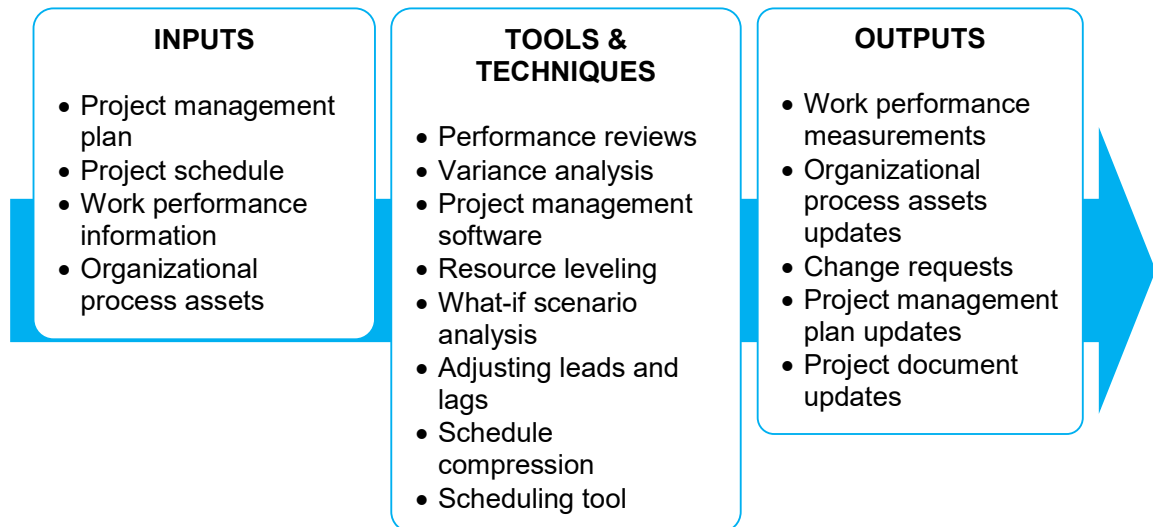 INPUTS
• Project management
plan
• Project schedule
• Work performance
information
• Organizational
process assets
TOOLS &
TECHNIQUES
• Performance reviews
• Variance analysis
• Project management
software
• Resource leveling
• What-if scenario
analysis
• Adjusting leads and
lags
• Schedule
compression
• Scheduling tool
OUTPUTS
• Work performance
measurements
• Organizational
process assets
updates
• Change requests
• Project management
plan updates
• Project document
updates